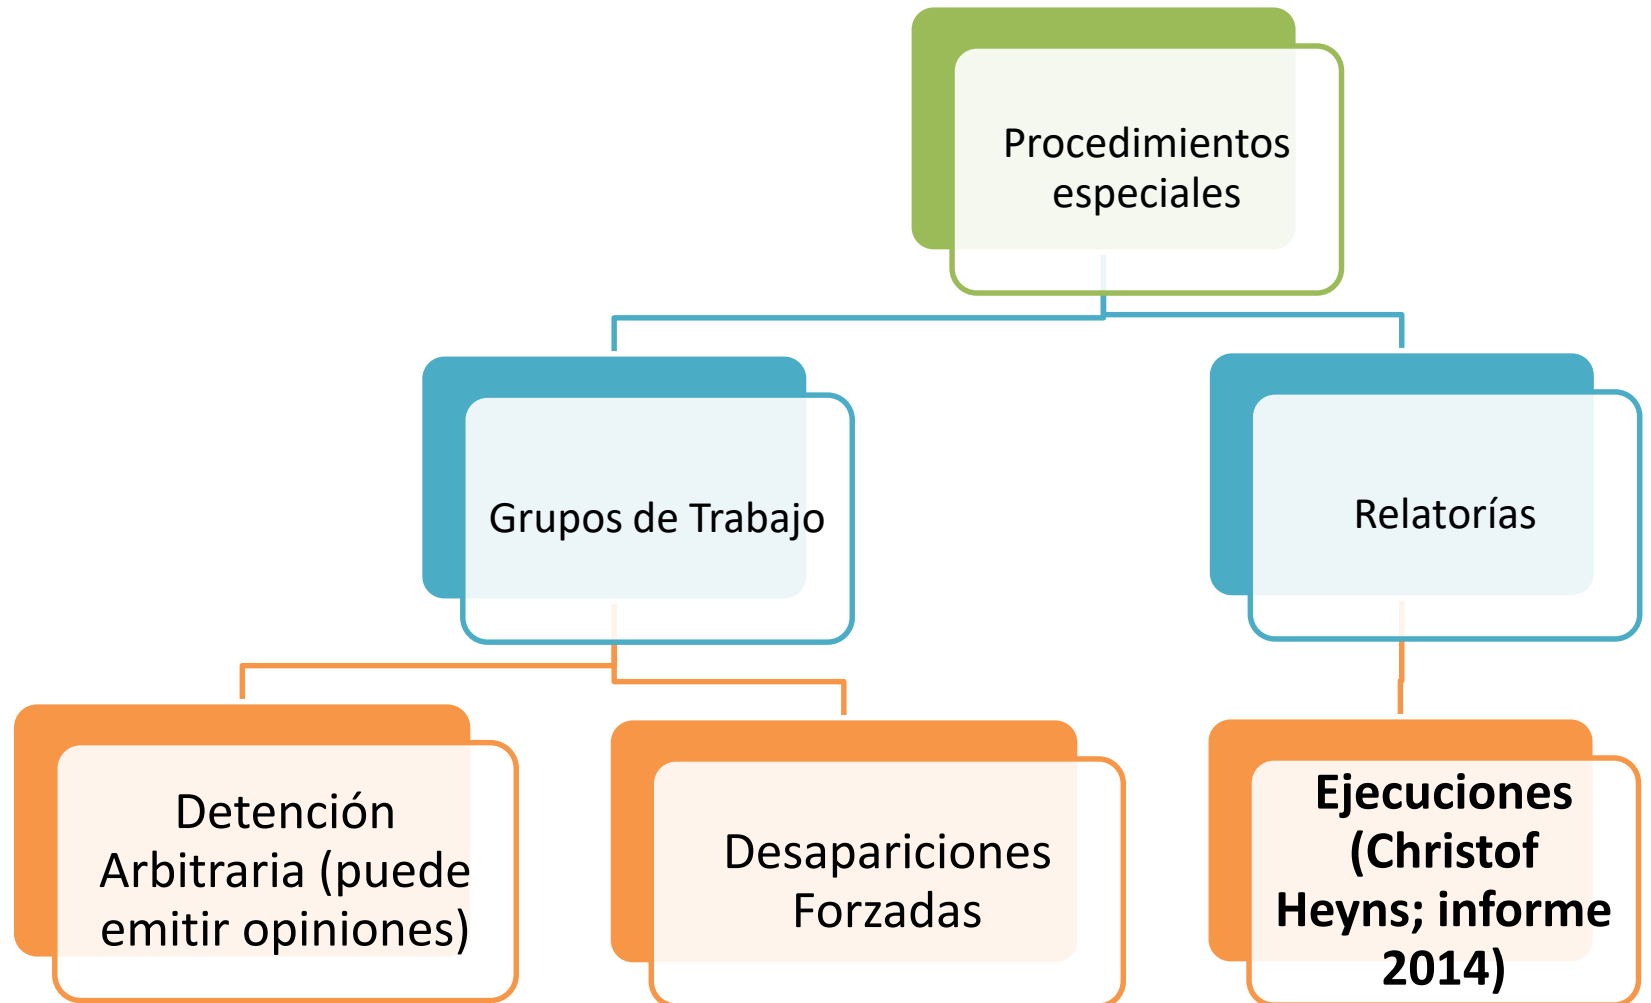 Procedimientos
especiales
Grupos de Trabajo
Relatorías
Detención
Arbitraria (puede
emitir opiniones)
Desapariciones
Forzadas
Ejecuciones
(Christof
Heyns; informe
2014)